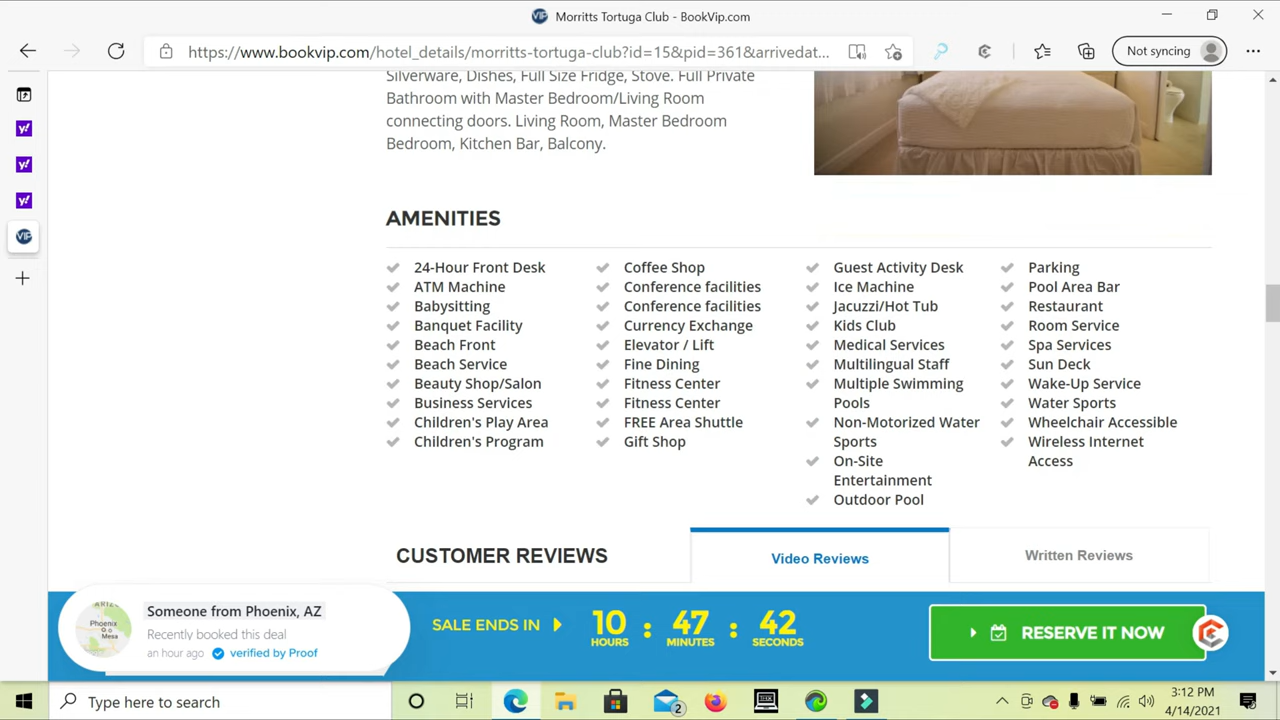 Morritts Tortuga Club - BookVip.com
https://www.bookvip.com/hotel_details/morritts-tortuga-club?id=15&pid=361&arrivedat...
Not syncing
Silverware, Dishes, Full Size Fridge, Stove. Full Private
Bathroom with Master Bedroom/Living Room
connecting doors. Living Room, Master Bedroom
Bedroom, Kitchen Bar, Balcony.
AMENITIES
24-Hour Front Desk
ATM Machine
Babysitting
Banquet Facility
Beach Front
Beach Service
Beauty Shop/Salon
Business Services
Children's Play Area
Children's Program
Coffee Shop
Conference facilities
Conference facilities
Currency Exchange
Elevator / Lift
Fine Dining
Fitness Center
Fitness Center
FREE Area Shuttle
Gift Shop
Guest Activity Desk
Ice Machine
Jacuzzi/Hot Tub
Kids Club
Medical Services
Multilingual Staff
Multiple Swimming
Pools
Non-Motorized Water
Sports
On-Site
Entertainment
Outdoor Pool
Parking
Pool Area Bar
Restaurant
Room Service
Spa Services
Sun Deck
Wake-Up Service
Water Sports
Wheelchair Accessible
Wireless Internet
Access
CUSTOMER REVIEWS
Video Reviews
Written Reviews
Phoenix
Mesa
Someone from Phoenix, AZ
Recently booked this deal
an hour ago verified by Proof
SALE ENDS IN
10 : 47 : 42
HOURS MINUTES SECONDS
RESERVE IT NOW
Type here to search
2
3:12 PM
4/14/2021